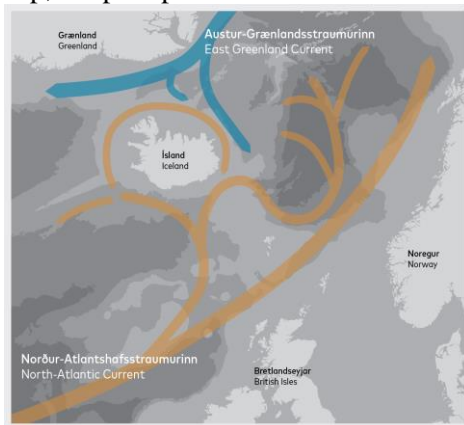 Grænland
Greenland
Austur-Grænlandsstraumurinn
East Greenland Current
Ísland
Iceland
Noregur
Norway
Norður-Atlantshafsstraumurinn
North-Atlantic Current
Bretlandseyjar
British Isles